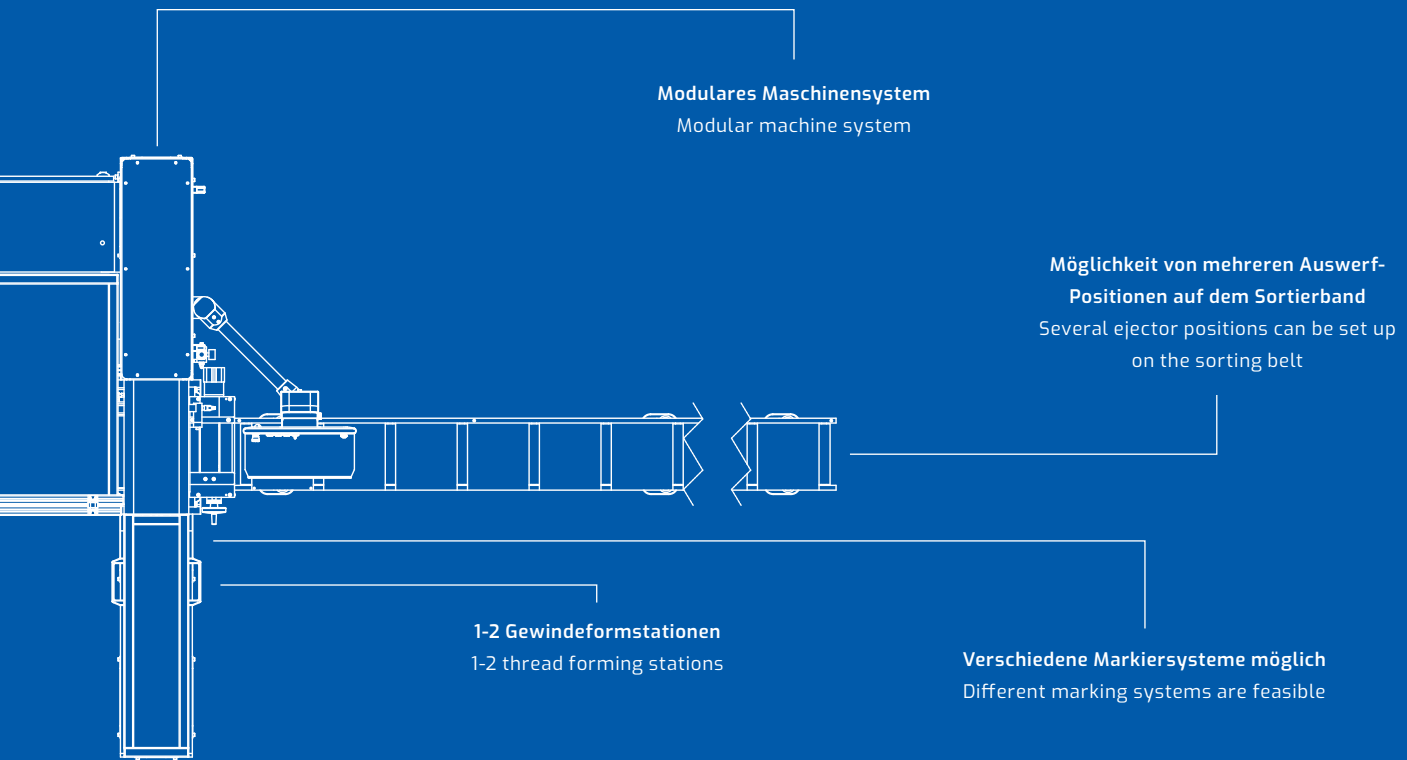 Modulares Maschinensystem
Modular machine system
Möglichkeit von mehreren Auswerf-
Positionen auf dem Sortierband
Several ejector positions can be set up
on the sorting belt
1-2 Gewindeformstationen
1-2 thread forming stations
Verschiedene Markiersysteme möglich
Different marking systems are feasible